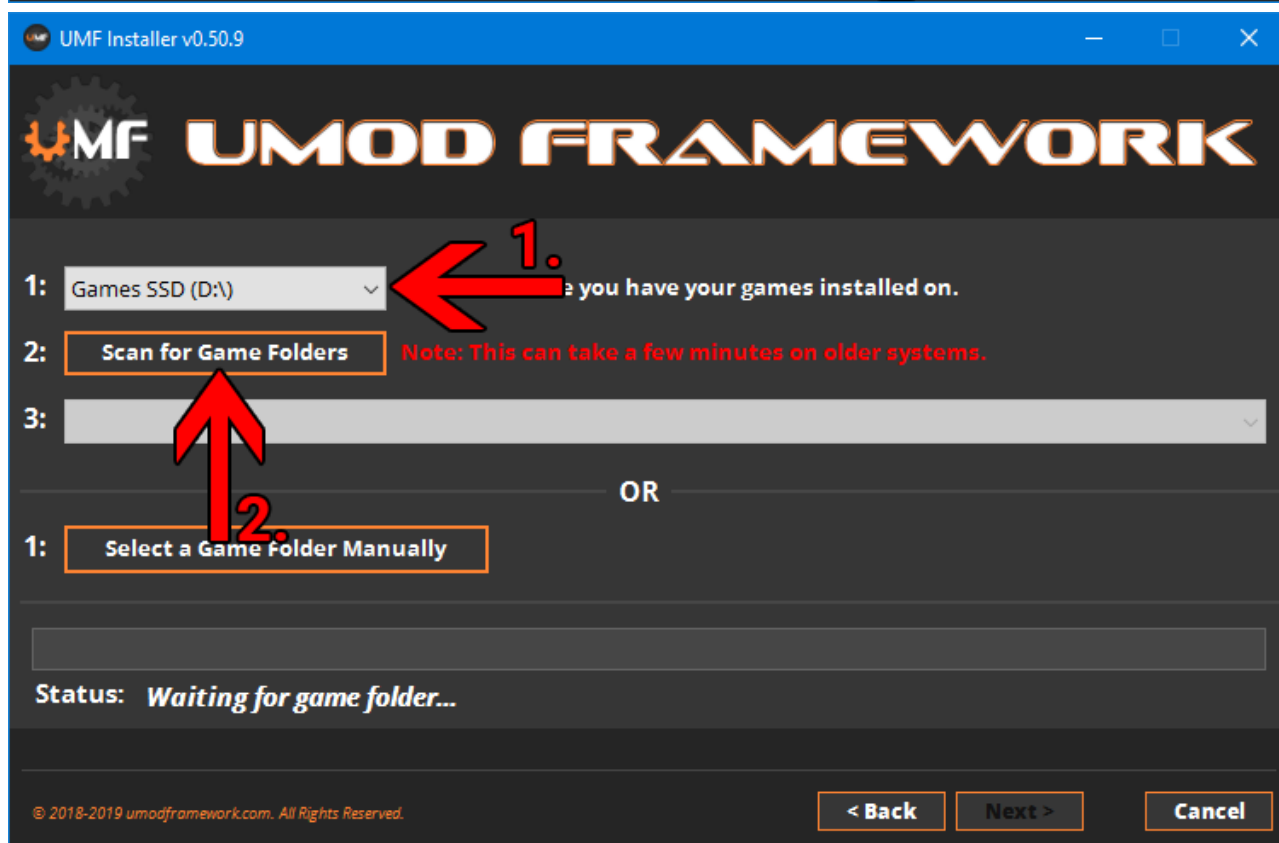 UMF Installer v0.50.9
UMF UMOD FRAMEWORK
1.
1: Games SSD (D:\) you have your games installed on.
2: Scan for Game Folders Note: This can take a few minutes on older systems.
3:
OR
2.
1: Select a Game Folder Manually
Status: Waiting for game folder...
© 2018-2019 umodframework.com. All Rights Reserved. < Back Next > Cancel